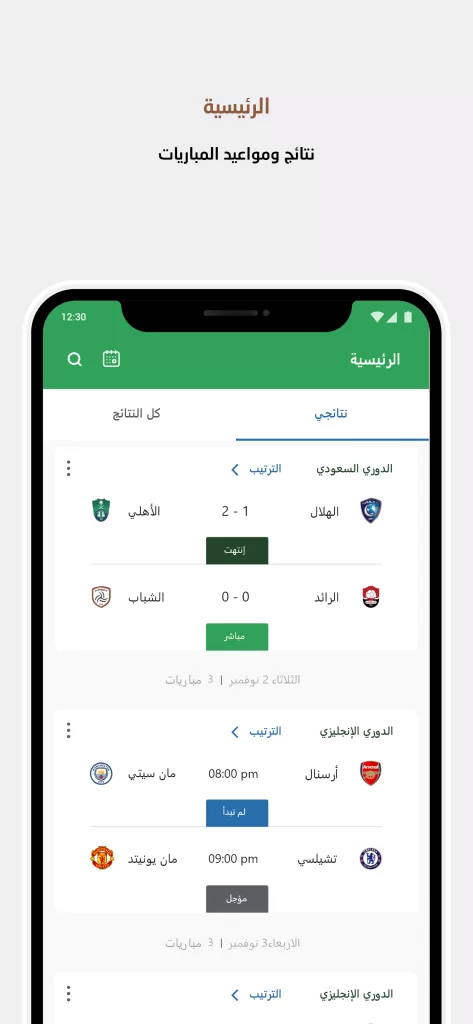 الرئيسية
نتائج ومواعيد المباريات
12:30
الرئيسية
نتائجي كل النتائج
الدوري السعودي الترتيب
الهلال 2 - 1 الأهلي
إنتهت
الرائد 0 - 0 الشباب
مباشر
الثلاثاء 2 نوفمبر | 3 مباريات
الدوري الإنجليزي الترتيب
Arsenal أرسنال 08:00 pm مان سيتي
لم تبدأ
تشيلسي 09:00 pm مان يونيتد
مؤجل
الاربعاء3 نوفمبر | 3 مباريات
الدوري الإنجليزي الترتيب